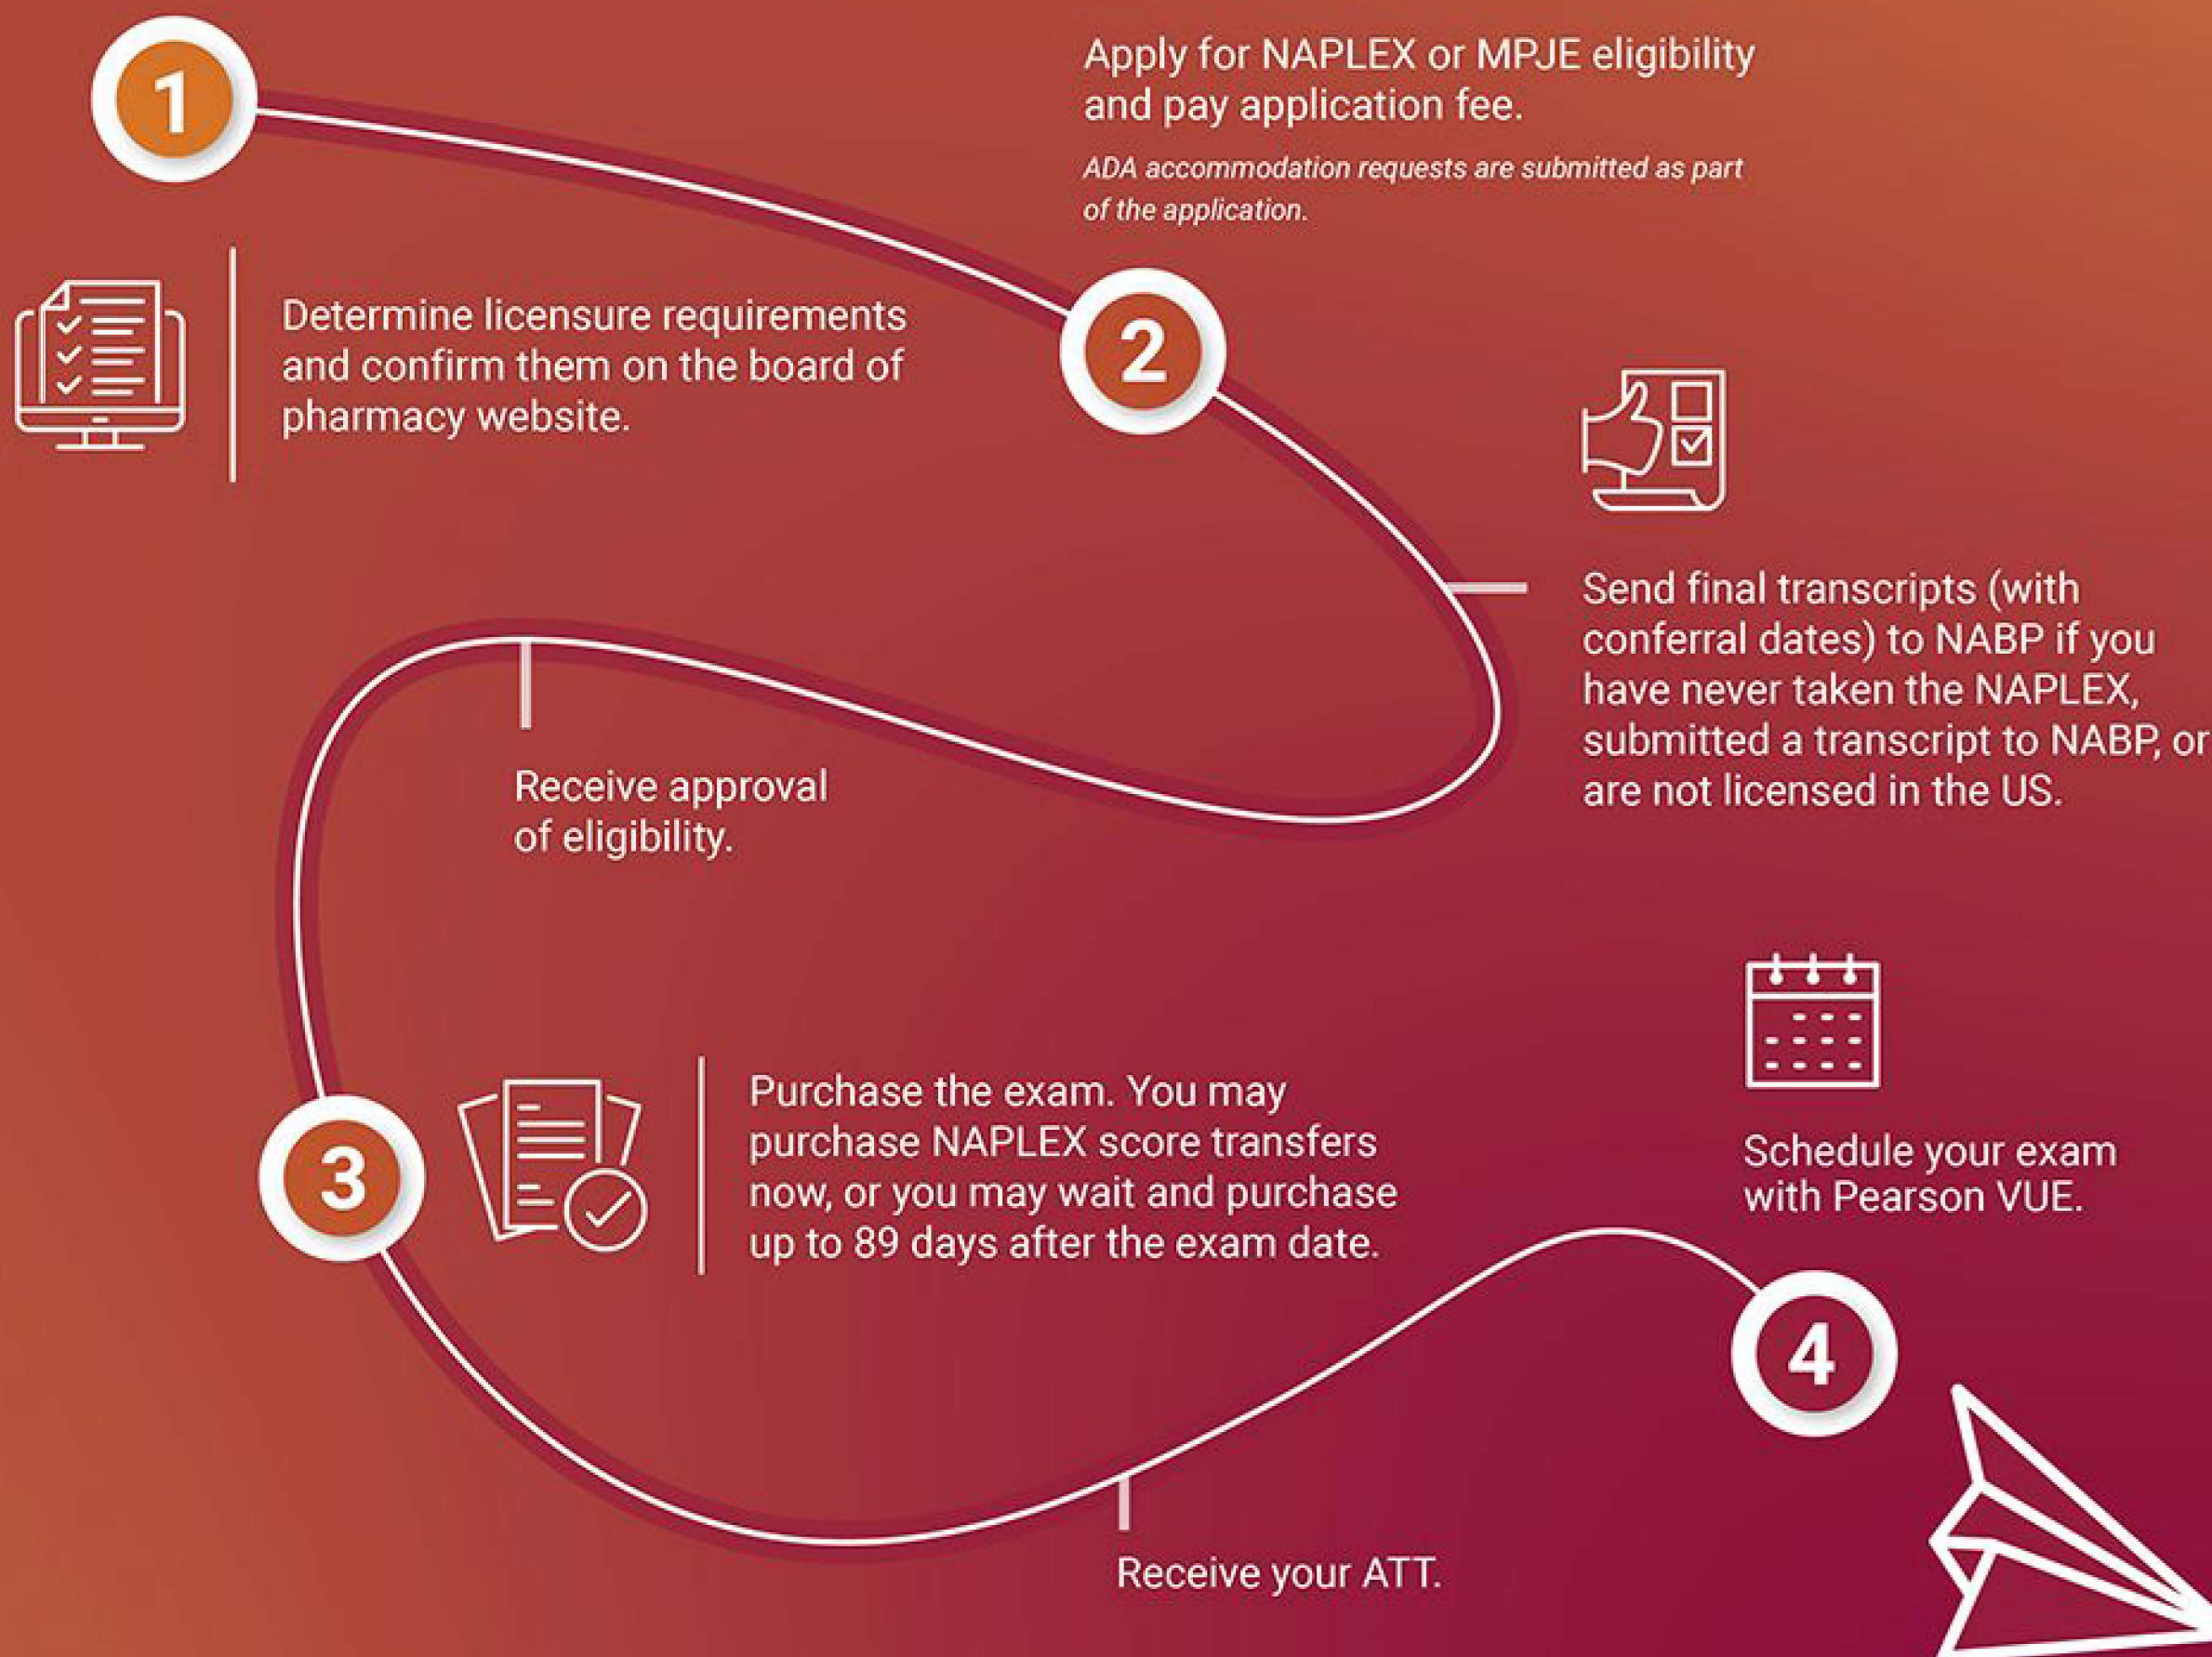 1
Determine licensure requirements
and confirm them on the board of
pharmacy website.
Apply for NAPLEX or MPJE eligibility
and pay application fee.
ADA accommodation requests are submitted as part
of the application.
2
Send final transcripts (with
conferral dates) to NABP if you
have never taken the NAPLEX,
submitted a transcript to NABP, or
are not licensed in the US.
Receive approval
of eligibility.
3
Purchase the exam. You may
purchase NAPLEX score transfers
now, or you may wait and purchase
up to 89 days after the exam date.
Receive your ATT.
Schedule your exam
with Pearson VUE.
4